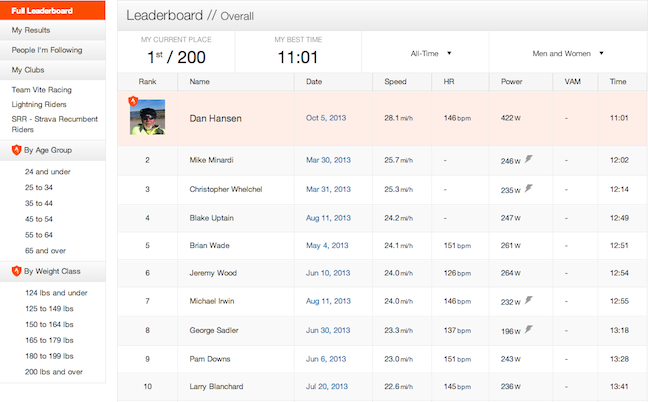 Full Leaderboard
My Results
People I'm Following
My Clubs
Team Vite Racing
Lightning Riders
SRR - Strava Recumbent
Riders
By Age Group
24 and under
25 to 34
35 to 44
45 to 54
55 to 64
65 and over
By Weight Class
124 lbs and under
125 to 149 lbs
150 to 164 lbs
165 to 179 lbs
180 to 199 lbs
200 lbs and over
Leaderboard // Overall
MY CURRENT PLACE
1st / 200
MY BEST TIME
11:01
All-Time
Men and Women
Rank Name Date Speed HR Power VAM Time
Dan Hansen Oct 5, 2013 28.1 mi/h 146 bpm 422 W - 11:01
2 Mike Minardi Mar 30, 2013 25.7 mi/h - 246 W - 12:02
3 Christopher Whelchel Mar 31, 2013 25.3 mi/h - 235 W - 12:14
4 Blake Uptain Aug 11, 2013 24.2 mi/h - 247 W - 12:49
5 Brian Wade May 4, 2013 24.1 mi/h 151 bpm 261 W - 12:51
6 Jeremy Wood Jun 10, 2013 24.0 mi/h 126 bpm 264 W - 12:54
7 Michael Irwin Aug 11, 2013 24.0 mi/h 146 bpm 232 W - 12:55
8 George Sadler Jun 30, 2013 23.3 mi/h 137 bpm 196 W - 13:18
9 Pam Downs Jun 6, 2013 23.0 mi/h 151 bpm 243 W - 13:28
10 Larry Blanchard Jul 20, 2013 22.6 mi/h 145 bpm 236 W - 13:41